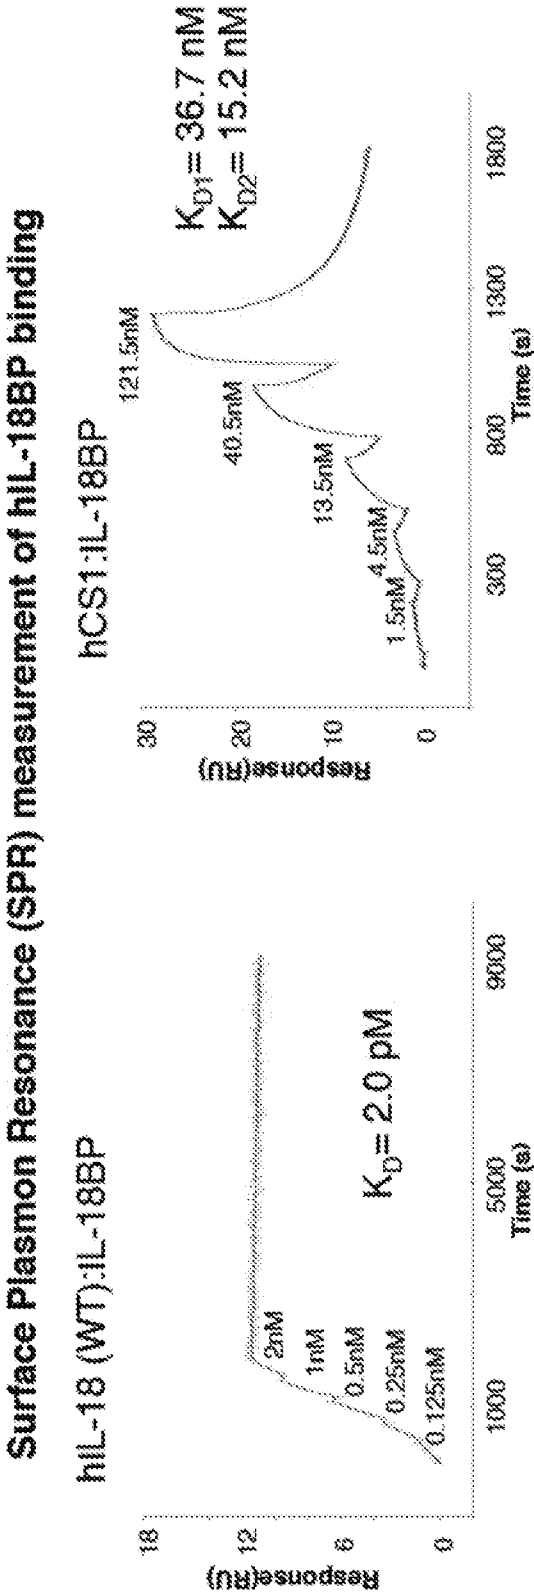 Surface Plasmon Resonance (SPR) measurement of hIL-18BP binding
hIL-18 (WT):IL-18BP
18
12
6
0
Response(RU)
2nM
1nM
0.5nM
0.25nM
0.125nM
K_D= 2.0 pM
1000
5000
9000
Time (s)
hCS1:IL-18BP
30
20
10
0
Response(RU)
121.5nM
40.5nM
13.5nM
4.5nM
1.5nM
K_D1= 36.7 nM
K_D2= 15.2 nM
300
800
1300
1800
Time (s)